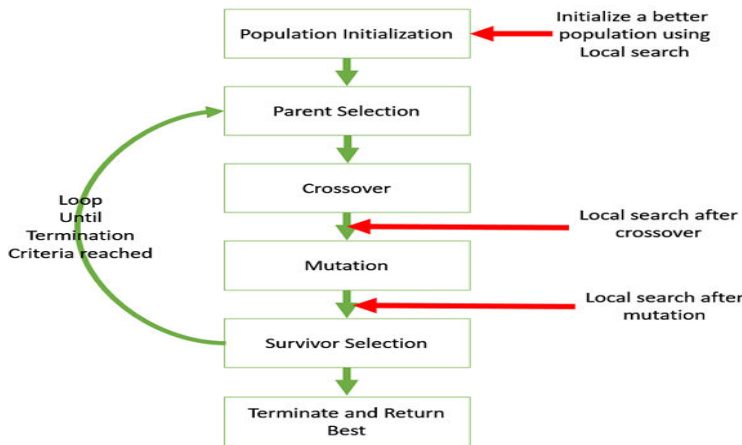 Population Initialization
Initialize a better
population using
Local search
Parent Selection
Crossover
Loop
Until
Termination
Criteria reached
Local search after
crossover
Mutation
Local search after
mutation
Survivor Selection
Terminate and Return
Best